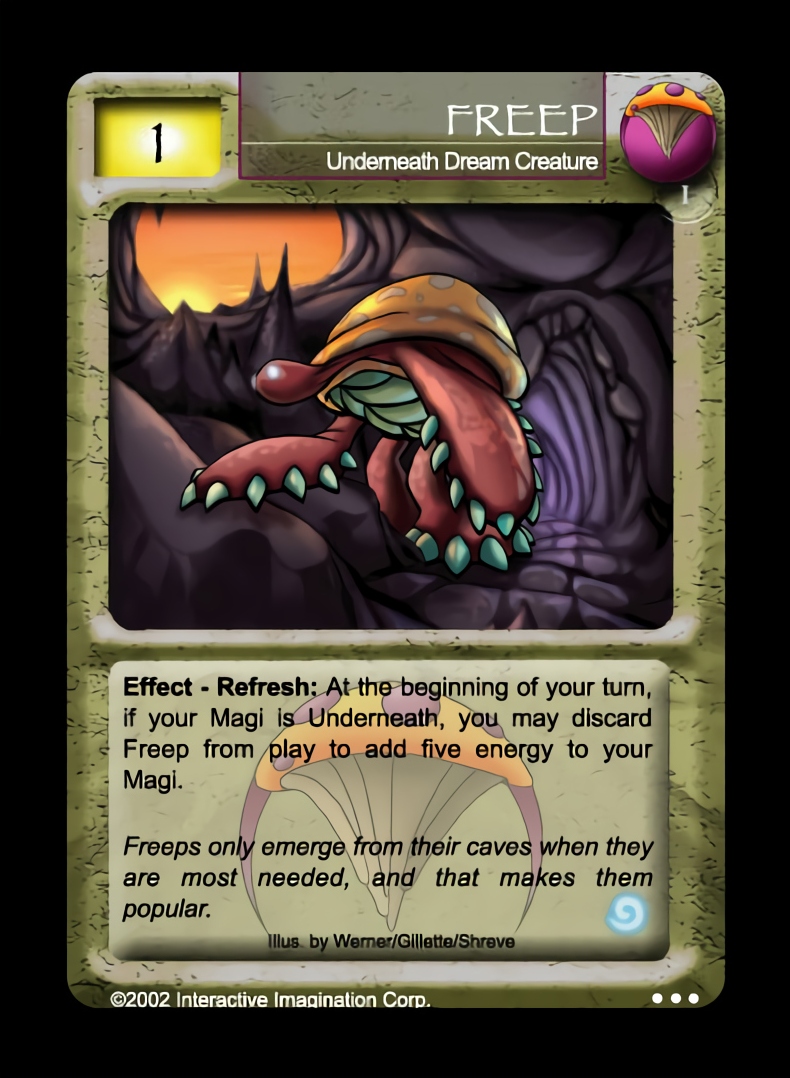 1
FREEP
Underneath Dream Creature
1
Effect - Refresh: At the beginning of your turn,
if your Magi is Underneath, you may discard
Freep from play to add five energy to your
Magi.
Freeps only emerge from their caves when they
are most needed, and that makes them
popular.
Illus. by Werner/Gillette/Shreve
©2002 Interactive Imagination Corp.